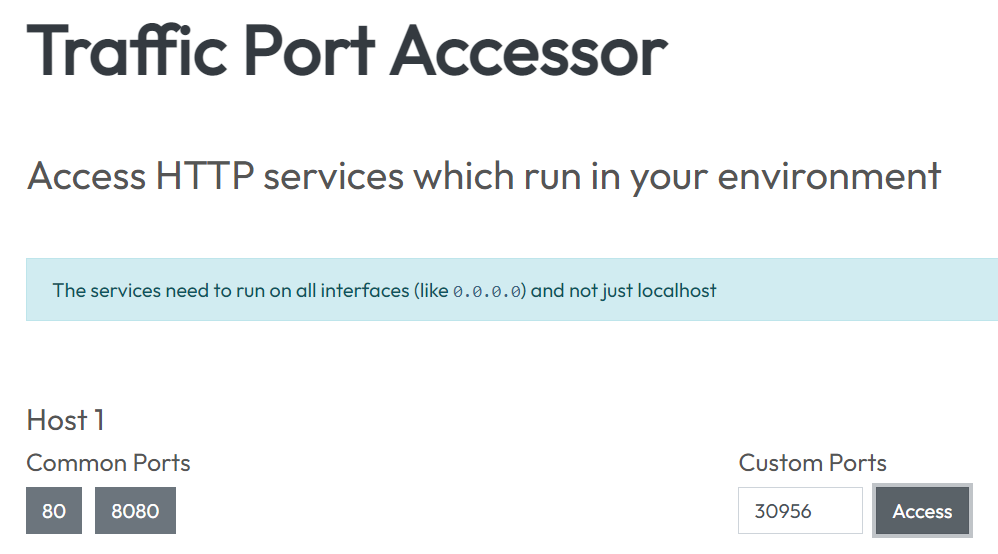 Traffic Port Accessor
Access HTTP services which run in your environment
The services need to run on all interfaces (like 0.0.0.0) and not just localhost
Host 1
Common Ports
Custom Ports
80
8080
30956
Access